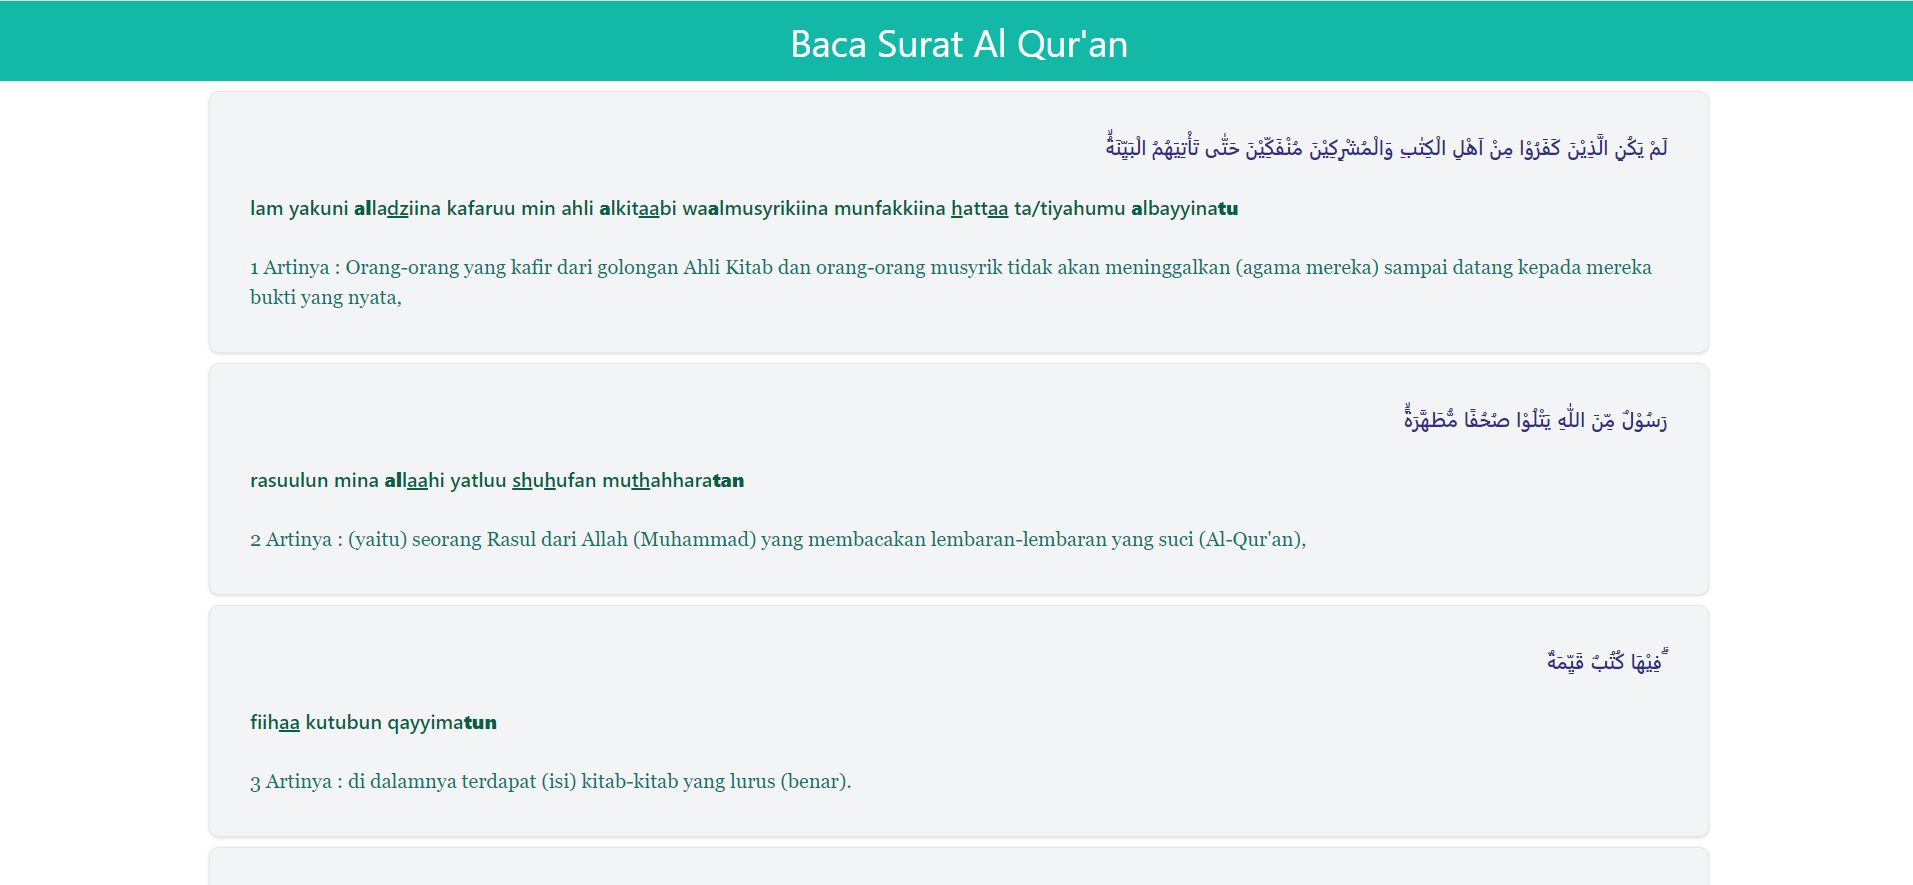 Baca Surat Al Qur'an
لَمْ يَكُنِ الَّذِيْنَ كَفَرُوْا مِنْ اَهْلِ الْكِتٰبِ وَالْمُشْرِكِيْنَ مُنْفَكِّيْنَ حَتّٰى تَأْتِيَهُمُ الْبَيِّنَةُۙ
lam yakuni alladziina kafaruu min ahli alkitaabi waalmusyrikiina munfakkiina hattaa ta/tiyahumu albayyinatu
1 Artinya : Orang-orang yang kafir dari golongan Ahli Kitab dan orang-orang musyrik tidak akan meninggalkan (agama mereka) sampai datang kepada mereka
bukti yang nyata,
رَسُوْلٌ مِّنَ اللّٰهِ يَتْلُوْا صُحُفًا مُّطَهَّرَةًۙ
rasuulun mina allaahi yatluu shuhufan muthahharatan
2 Artinya : (yaitu) seorang Rasul dari Allah (Muhammad) yang membacakan lembaran-lembaran yang suci (Al-Qur'an),
ۗفِيْهَا كُتُبٌ قَيِّمَةٌ
fiihaa kutubun qayyimatun
3 Artinya : di dalamnya terdapat (isi) kitab-kitab yang lurus (benar).